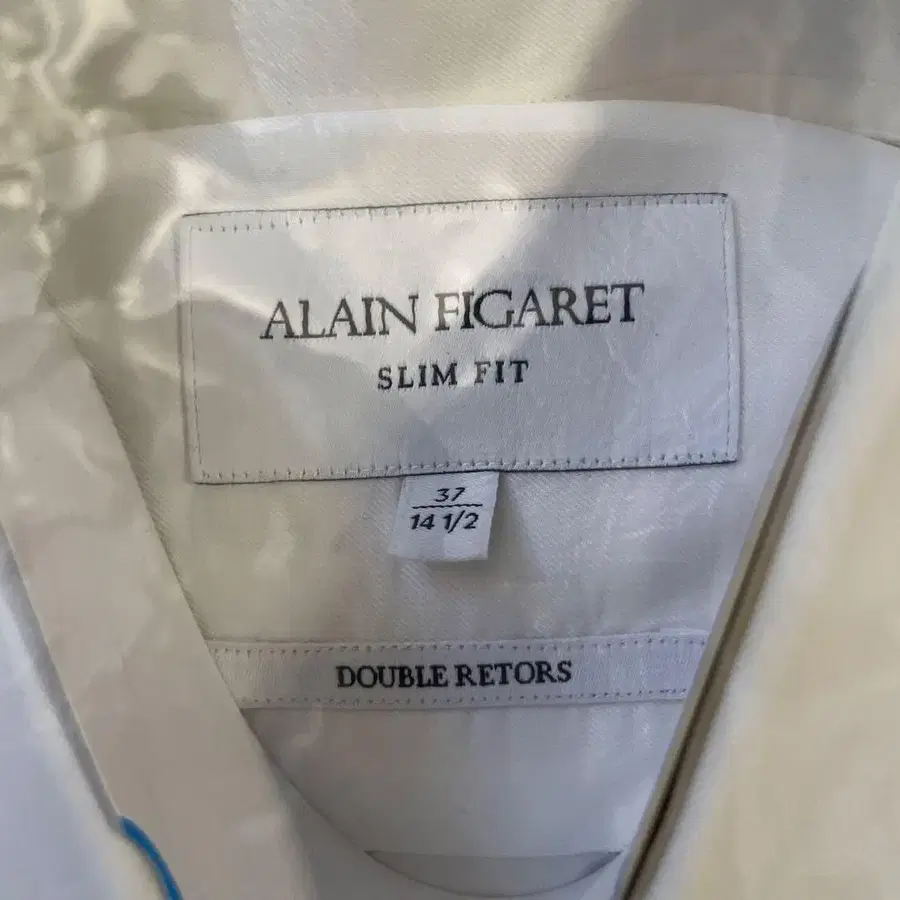 ALAIN FIGARET
SLIM FIT
37
14 1/2
DOUBLE RETORS